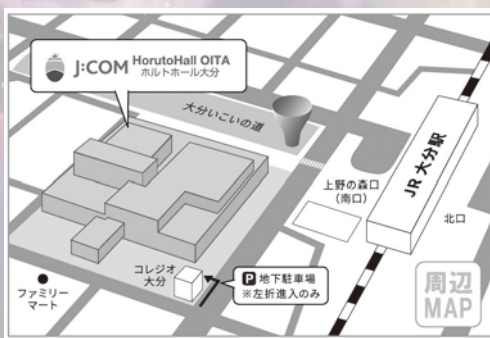 J:COM HorutoHall OITA
ホルトホール大分
大分いこいの道
JR 大分駅
上野の森口
(南口)
北口
コレジオ
大分
P 地下駐車場
※左折進入のみ
ファミリー
マート
周辺
MAP